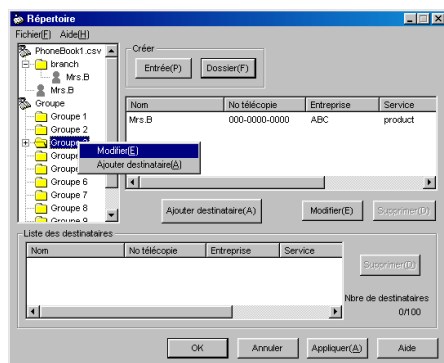 Répertoire
Fichier(F) Aide(H)
PhoneBook1.csv
branch
Mrs.B
Mrs.B
Groupe
Groupe 1
Groupe 2
Groupe
Modifier(E)
Ajouter destinataire(A)
Groupe 6
Groupe 7
Groupe 8
Groupe 9
Créer
Entrée(P) Dossier(F)
Nom No télécopie Entreprise Service
Mrs.B 000-0000-0000 ABC product
Ajouter destinataire(A) Modifier(E) Supprimer(D)
Liste des destinataires
Nom No télécopie Entreprise Service
Supprimer(D)
Nbre de destinataires
0/100
OK Annuler Appliquer(A) Aide